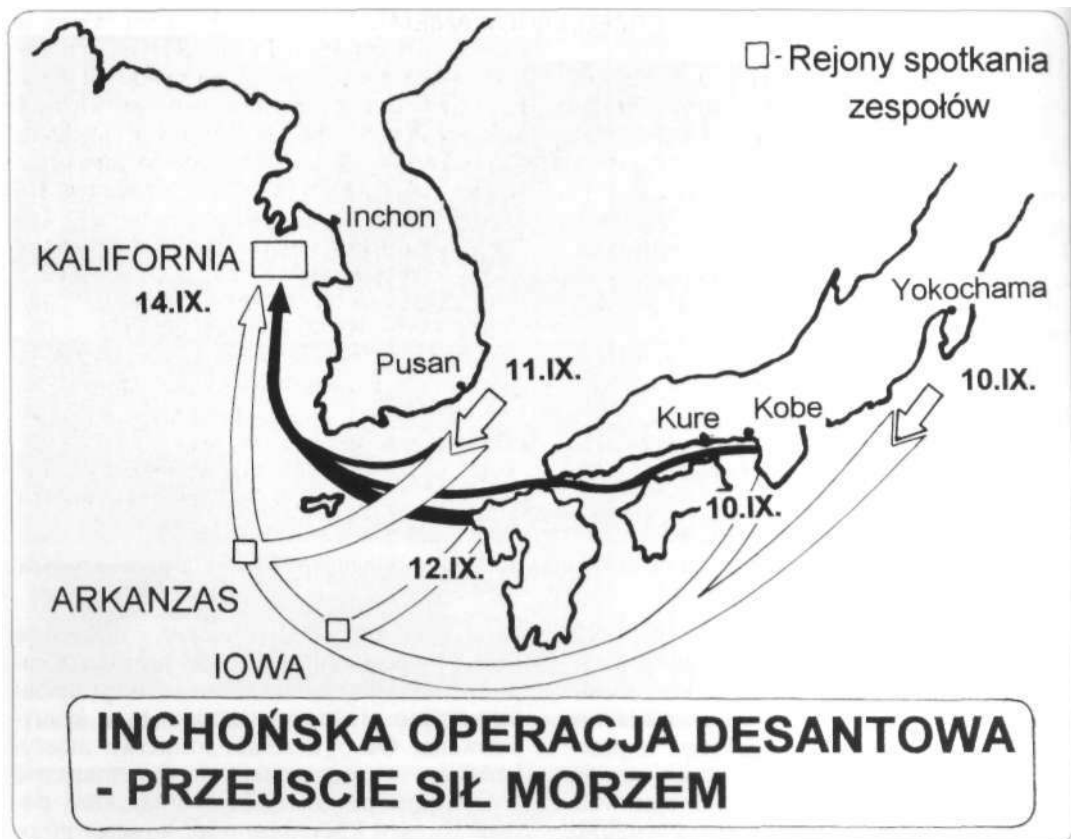 □- Rejony spotkania
zespołów
Inchon
KALIFORNIA
14.IX.
Yokochama
Pusan
11.IX.
10.IX.
Kure
Kobe
10.IX.
12.IX.
ARKANZAS
IOWA
INCHOŃSKA OPERACJA DESANTOWA
- PRZEJSCIE SIŁ MORZEM